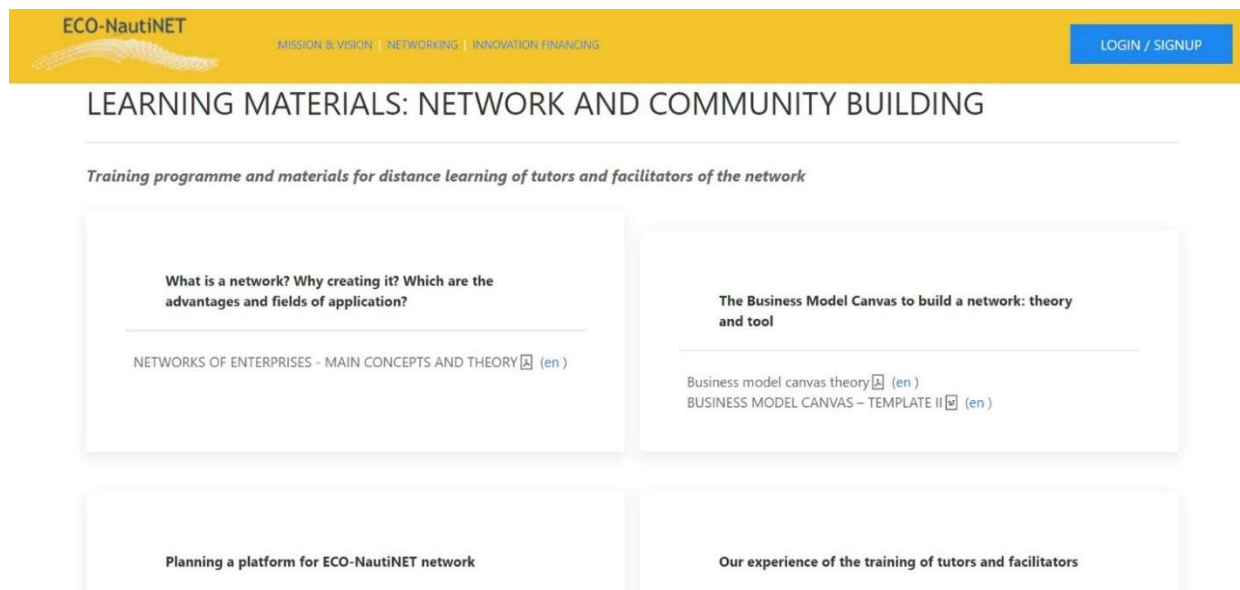 ECO-NautiNET
MISSION & VISION | NETWORKING | INNOVATION FINANCING
LOGIN / SIGNUP
LEARNING MATERIALS: NETWORK AND COMMUNITY BUILDING
Training programme and materials for distance learning of tutors and facilitators of the network
What is a network? Why creating it? Which are the
advantages and fields of application?
NETWORKS OF ENTERPRISES - MAIN CONCEPTS AND THEORY (en )
The Business Model Canvas to build a network: theory
and tool
Business model canvas theory (en )
BUSINESS MODEL CANVAS – TEMPLATE II (en )
Planning a platform for ECO-NautiNET network
Our experience of the training of tutors and facilitators